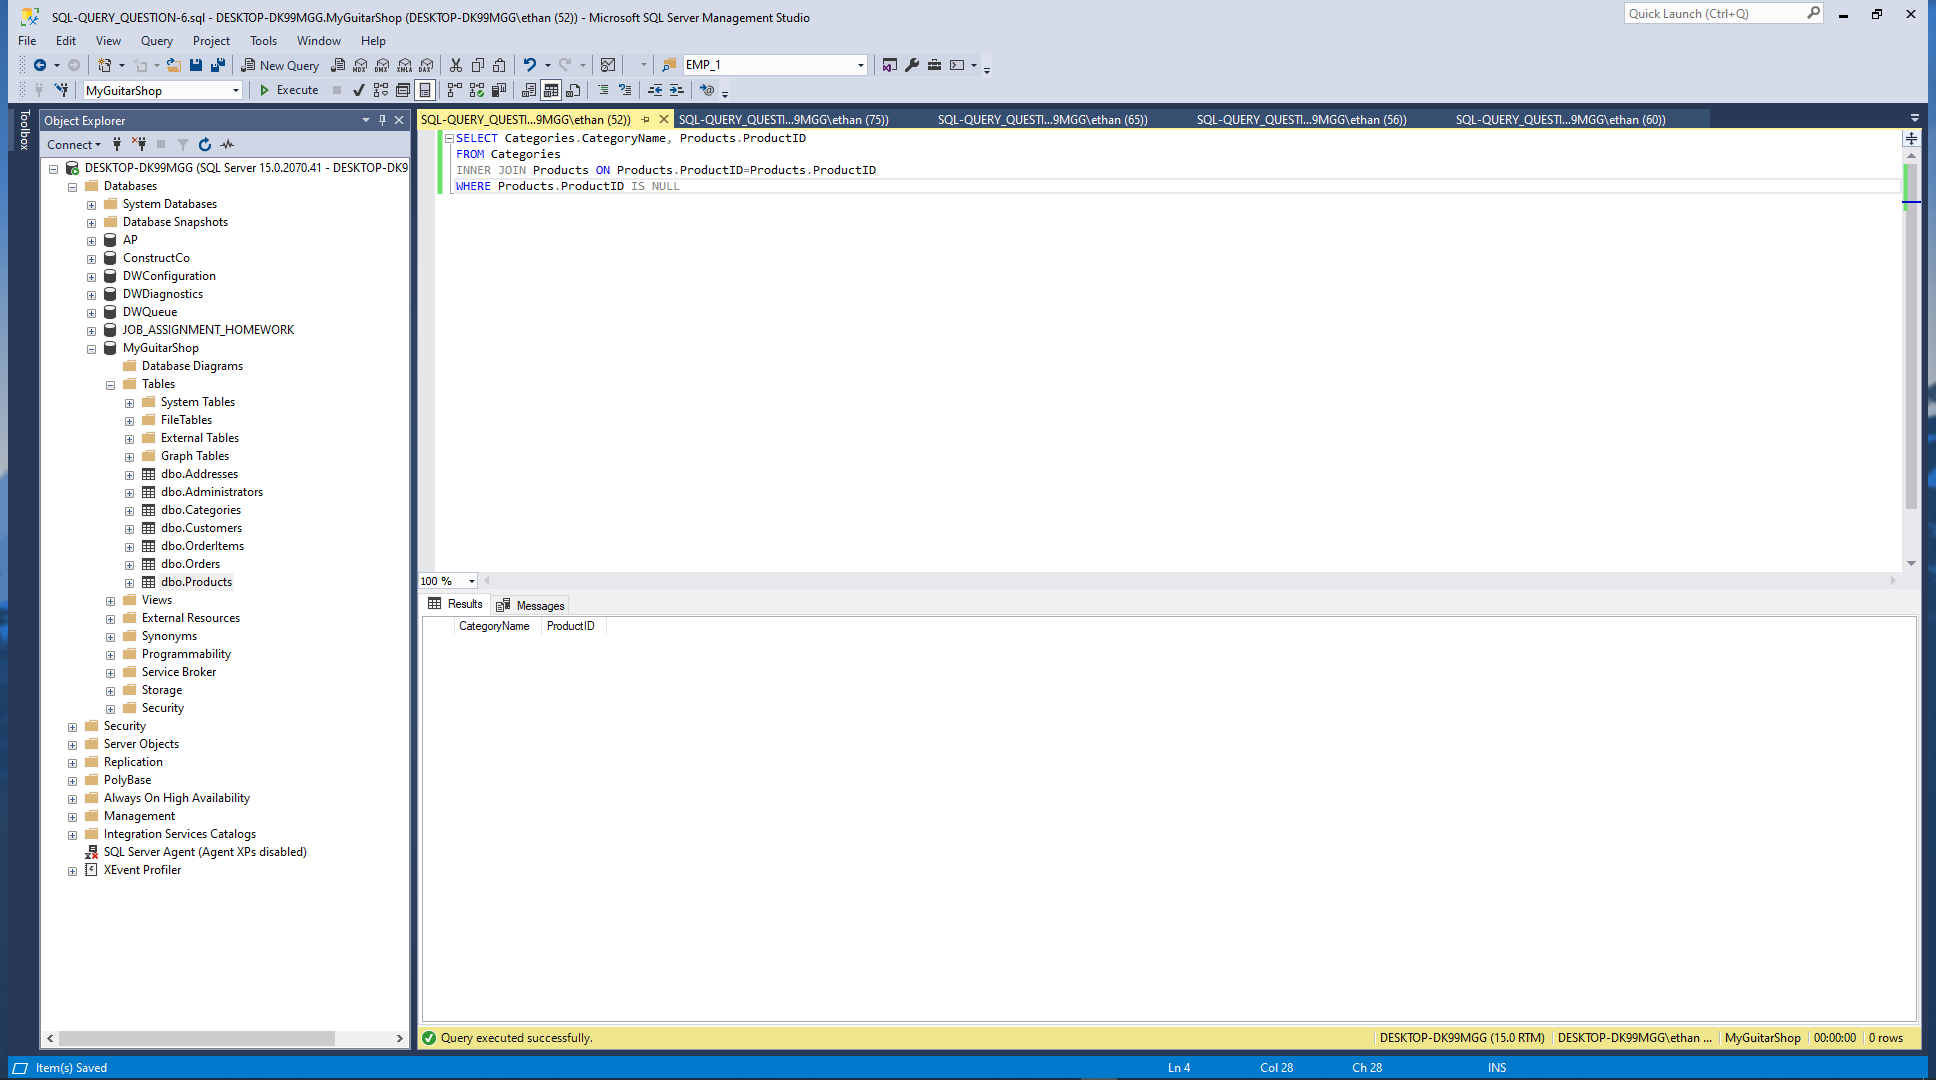 SQL-QUERY_QUESTION-6.sql - DESKTOP-DK99MGG.MyGuitarShop (DESKTOP-DK99MGG\ethan (52)) - Microsoft SQL Server Management Studio
Quick Launch (Ctrl+Q)
File Edit View Query Project Tools Window Help
New Query
MDX DMX XMLA DAX
EMP_1
MyGuitarShop
Execute
Toolbox
Object Explorer
Connect
DESKTOP-DK99MGG (SQL Server 15.0.2070.41 - DESKTOP-DK9
Databases
System Databases
Database Snapshots
AP
ConstructCo
DWConfiguration
DWDiagnostics
DWQueue
JOB_ASSIGNMENT_HOMEWORK
MyGuitarShop
Database Diagrams
Tables
System Tables
FileTables
External Tables
Graph Tables
dbo.Addresses
dbo.Administrators
dbo.Categories
dbo.Customers
dbo.OrderItems
dbo.Orders
dbo.Products
Views
External Resources
Synonyms
Programmability
Service Broker
Storage
Security
Security
Server Objects
Replication
PolyBase
Always On High Availability
Management
Integration Services Catalogs
SQL Server Agent (Agent XPs disabled)
XEvent Profiler
SQL-QUERY_QUESTI...9MGG\ethan (52)) SQL-QUERY_QUESTI...9MGG\ethan (75)) SQL-QUERY_QUESTI...9MGG\ethan (65)) SQL-QUERY_QUESTI...9MGG\ethan (56)) SQL-QUERY_QUESTI...9MGG\ethan (60))
SELECT Categories.CategoryName, Products.ProductID
FROM Categories
INNER JOIN Products ON Products.ProductID=Products.ProductID
WHERE Products.ProductID IS NULL
100 %
Results Messages
CategoryName ProductID
Query executed successfully.
DESKTOP-DK99MGG (15.0 RTM) DESKTOP-DK99MGG\ethan ... MyGuitarShop 00:00:00 0 rows
Item(s) Saved
Ln 4 Col 28 Ch 28 INS